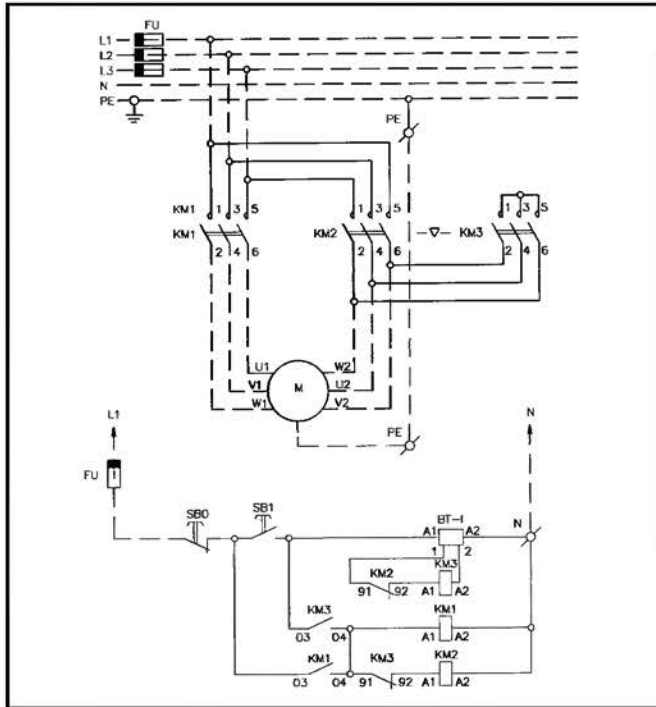 FU
L1
L2
L3
N
PE
PE
KM1 1 3 5
1 3 5
1 3 5
KM1
KM2
KM3
2 4 6
2 4 6
2 4 6
U1
W2
V1
M
U2
W1
V2
L1
PE
N
FU
SB0
SB1
BT-1
A1
A2
N
1
2
KM2
KM3
91
92
A1
A2
KM3
KM1
03
04
A1
A2
KM1
KM3
KM2
03
04
91
92
A1
A2